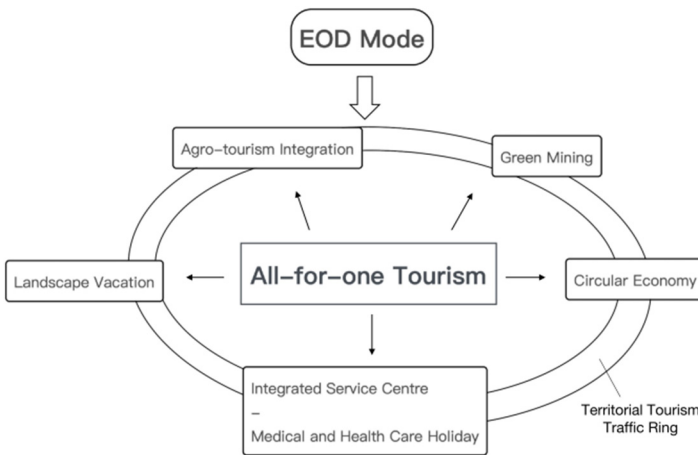 EOD Mode
Agro-tourism Integration
Green Mining
Landscape Vacation
All-for-one Tourism
Circular Economy
Integrated Service Centre
–
Medical and Health Care Holiday
Territorial Tourism
Traffic Ring